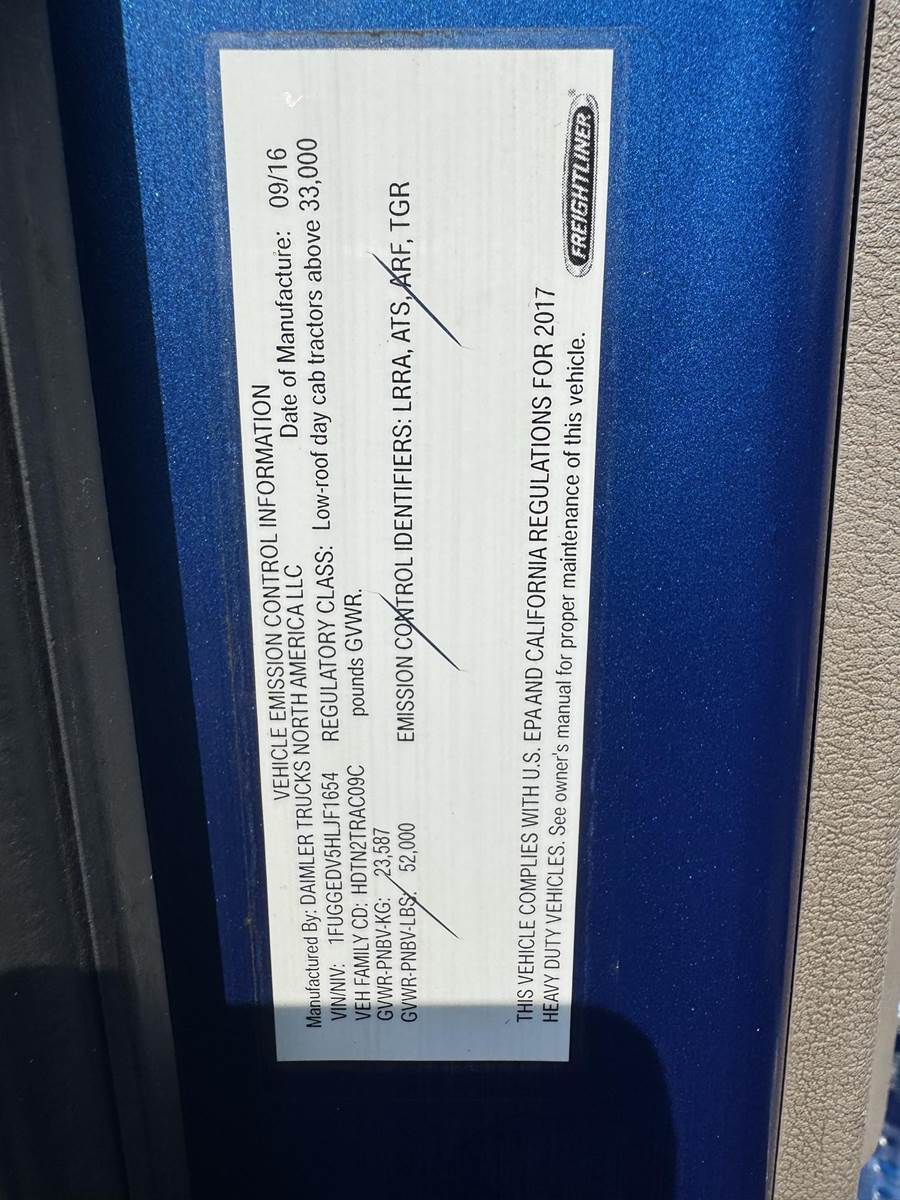 VEHICLE EMISSION CONTROL INFORMATION
Manufactured By: DAIMLER TRUCKS NORTH AMERICA LLC Date of Manufacture: 09/16
VIN/NIV: 1FUGGEDV5HLJF1654 REGULATORY CLASS: Low-roof day cab tractors above 33,000
VEH FAMILY CD: HDTN2TRAC09C pounds GVWR.
GVWR-PNBV-KG: 23,587
GVWR-PNBV-LBS: 52,000 EMISSION CONTROL IDENTIFIERS: LRRA, ATS, ARF, TGR
THIS VEHICLE COMPLIES WITH U.S. EPA AND CALIFORNIA REGULATIONS FOR 2017
HEAVY DUTY VEHICLES. See owner's manual for proper maintenance of this vehicle.
FREIGHTLINER®